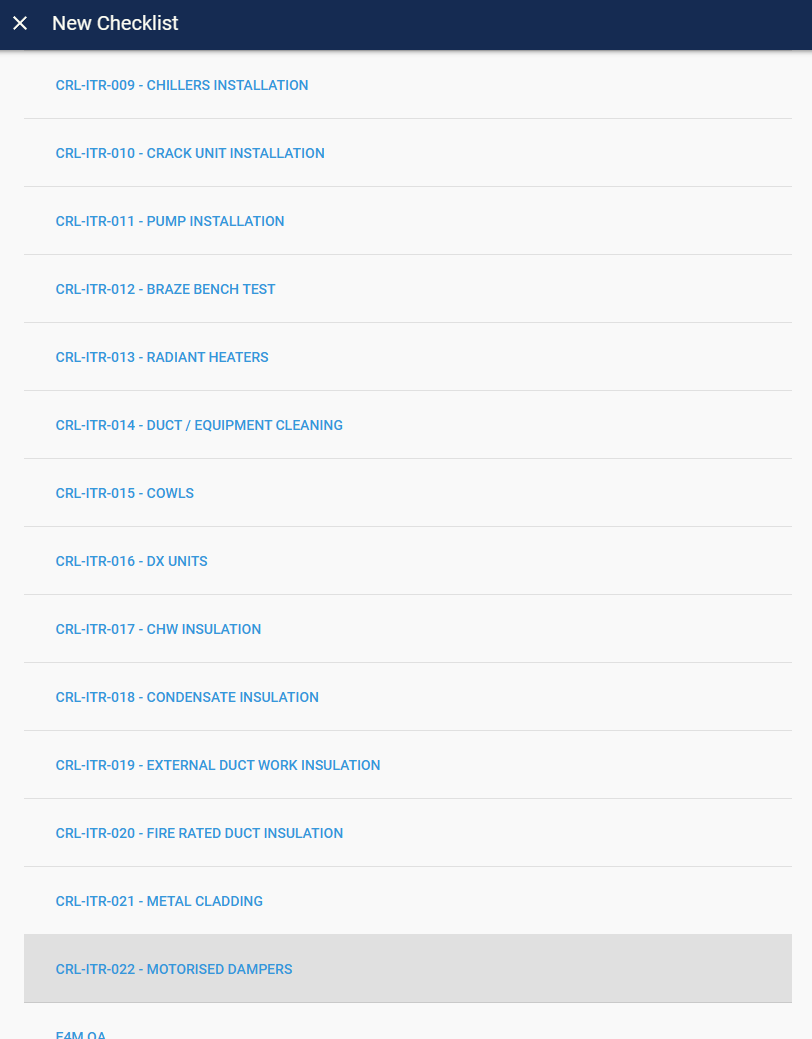 New Checklist
CRL-ITR-009 - CHILLERS INSTALLATION
CRL-ITR-010 - CRACK UNIT INSTALLATION
CRL-ITR-011 - PUMP INSTALLATION
CRL-ITR-012 - BRAZE BENCH TEST
CRL-ITR-013 - RADIANT HEATERS
CRL-ITR-014 - DUCT / EQUIPMENT CLEANING
CRL-ITR-015 - COWLS
CRL-ITR-016 - DX UNITS
CRL-ITR-017 - CHW INSULATION
CRL-ITR-018 - CONDENSATE INSULATION
CRL-ITR-019 - EXTERNAL DUCT WORK INSULATION
CRL-ITR-020 - FIRE RATED DUCT INSULATION
CRL-ITR-021 - METAL CLADDING
CRL-ITR-022 - MOTORISED DAMPERS